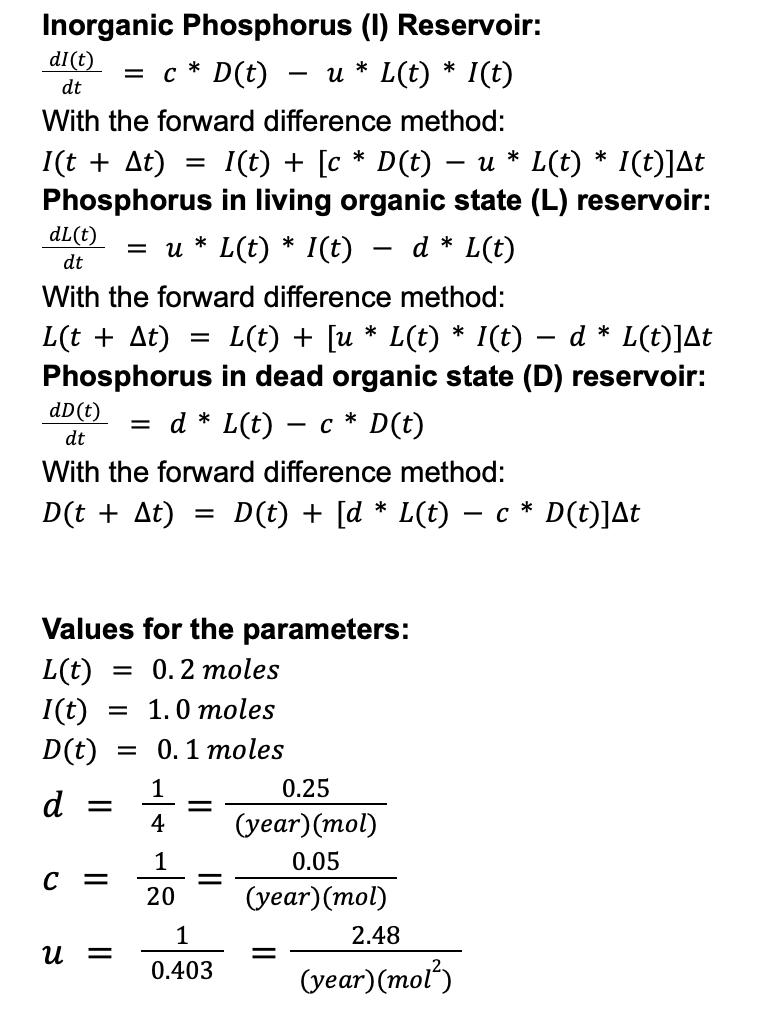 Inorganic Phosphorus (I) Reservoir:
dI(t)/dt = c * D(t) − u * L(t) * I(t)
With the forward difference method:
I(t + Δt) = I(t) + [c * D(t) − u * L(t) * I(t)]Δt
Phosphorus in living organic state (L) reservoir:
dL(t)/dt = u * L(t) * I(t) − d * L(t)
With the forward difference method:
L(t + Δt) = L(t) + [u * L(t) * I(t) − d * L(t)]Δt
Phosphorus in dead organic state (D) reservoir:
dD(t)/dt = d * L(t) − c * D(t)
With the forward difference method:
D(t + Δt) = D(t) + [d * L(t) − c * D(t)]Δt
Values for the parameters:
L(t) = 0.2 moles
I(t) = 1.0 moles
D(t) = 0.1 moles
d = 1/4 = 0.25/(year)(mol)
c = 1/20 = 0.05/(year)(mol)
u = 1/0.403 = 2.48/(year)(mol²)